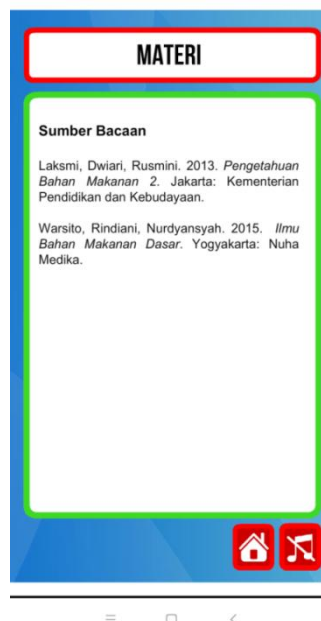 MATERI
Sumber Bacaan
Laksmi, Dwiari, Rusmini. 2013. Pengetahuan
Bahan Makanan 2. Jakarta: Kementerian
Pendidikan dan Kebudayaan.
Warsito, Rindiani, Nurdyansyah. 2015. Ilmu
Bahan Makanan Dasar. Yogyakarta: Nuha
Medika.